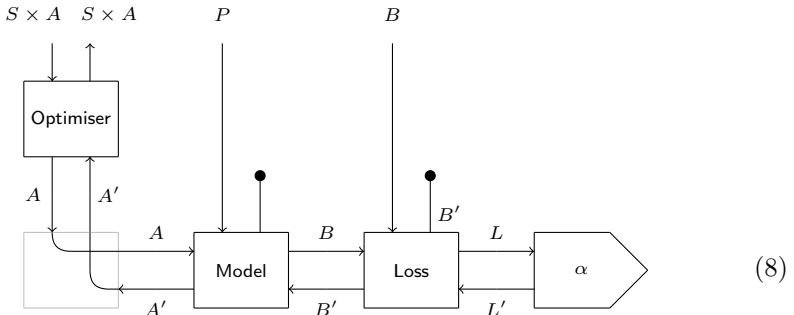 S × A S × A P B
Optimiser
A A′
B′
A B L
Model Loss α (8)
A′ B′ L′